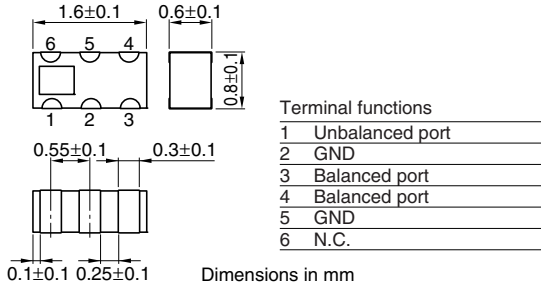 1.6±0.1
0.6±0.1
6 5 4
0.8±0.1
1 2 3
0.55±0.1
0.3±0.1
0.1±0.1 0.25±0.1
Dimensions in mm
Terminal functions
1 Unbalanced port
2 GND
3 Balanced port
4 Balanced port
5 GND
6 N.C.